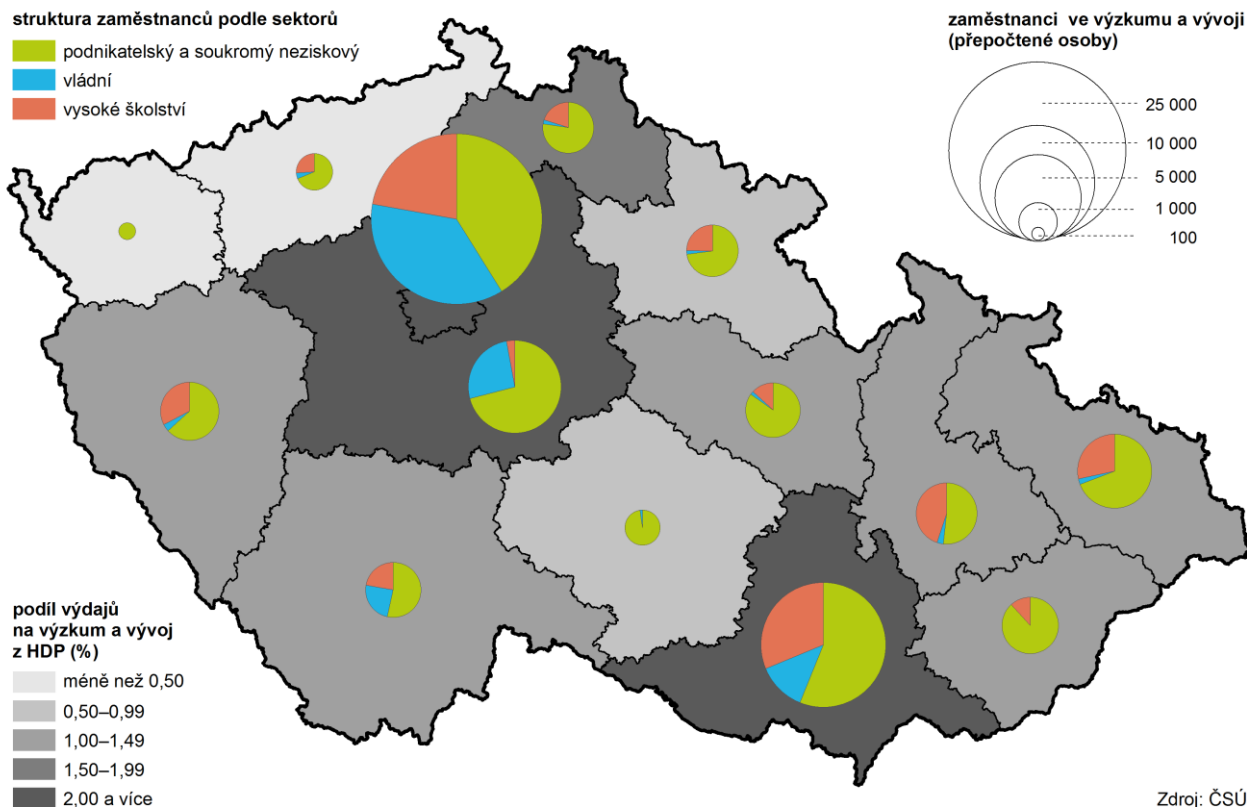 struktura zaměstnanců podle sektorů
podnikatelský a soukromý neziskový
vládní
vysoké školství
zaměstnanci ve výzkumu a vývoji
(přepočtené osoby)
25 000
10 000
5 000
1 000
100
podíl výdajů
na výzkum a vývoj
z HDP (%)
méně než 0,50
0,50–0,99
1,00–1,49
1,50–1,99
2,00 a více
Zdroj: ČSÚ